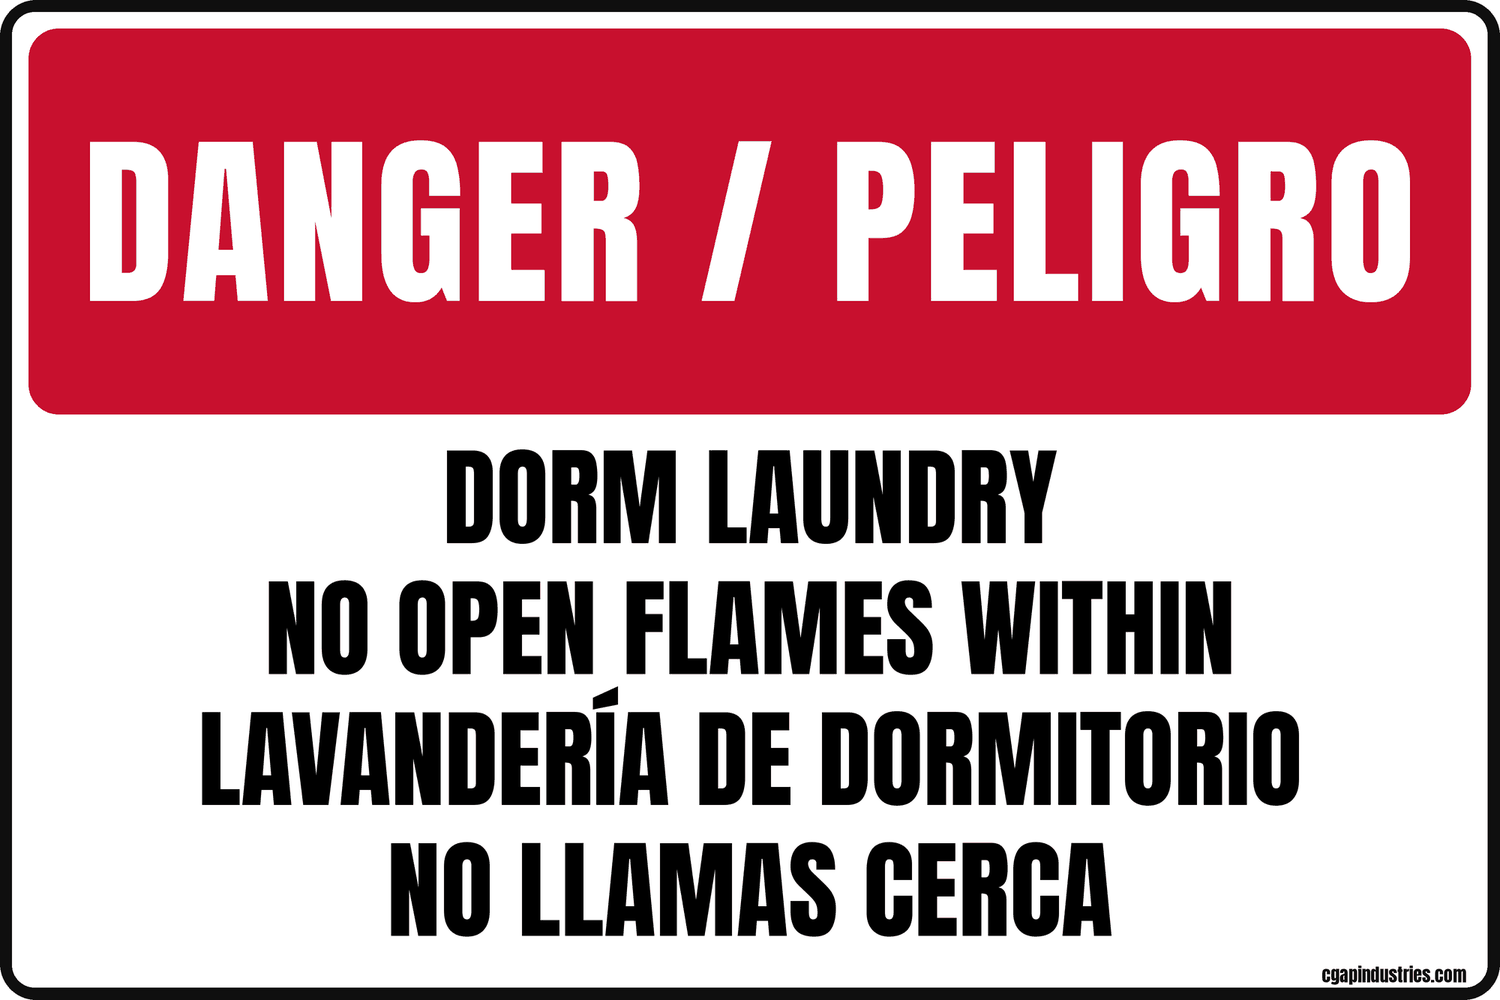 DANGER / PELIGRO
DORM LAUNDRY
NO OPEN FLAMES WITHIN
LAVANDERÍA DE DORMITORIO
NO LLAMAS CERCA
cgapindustries.com